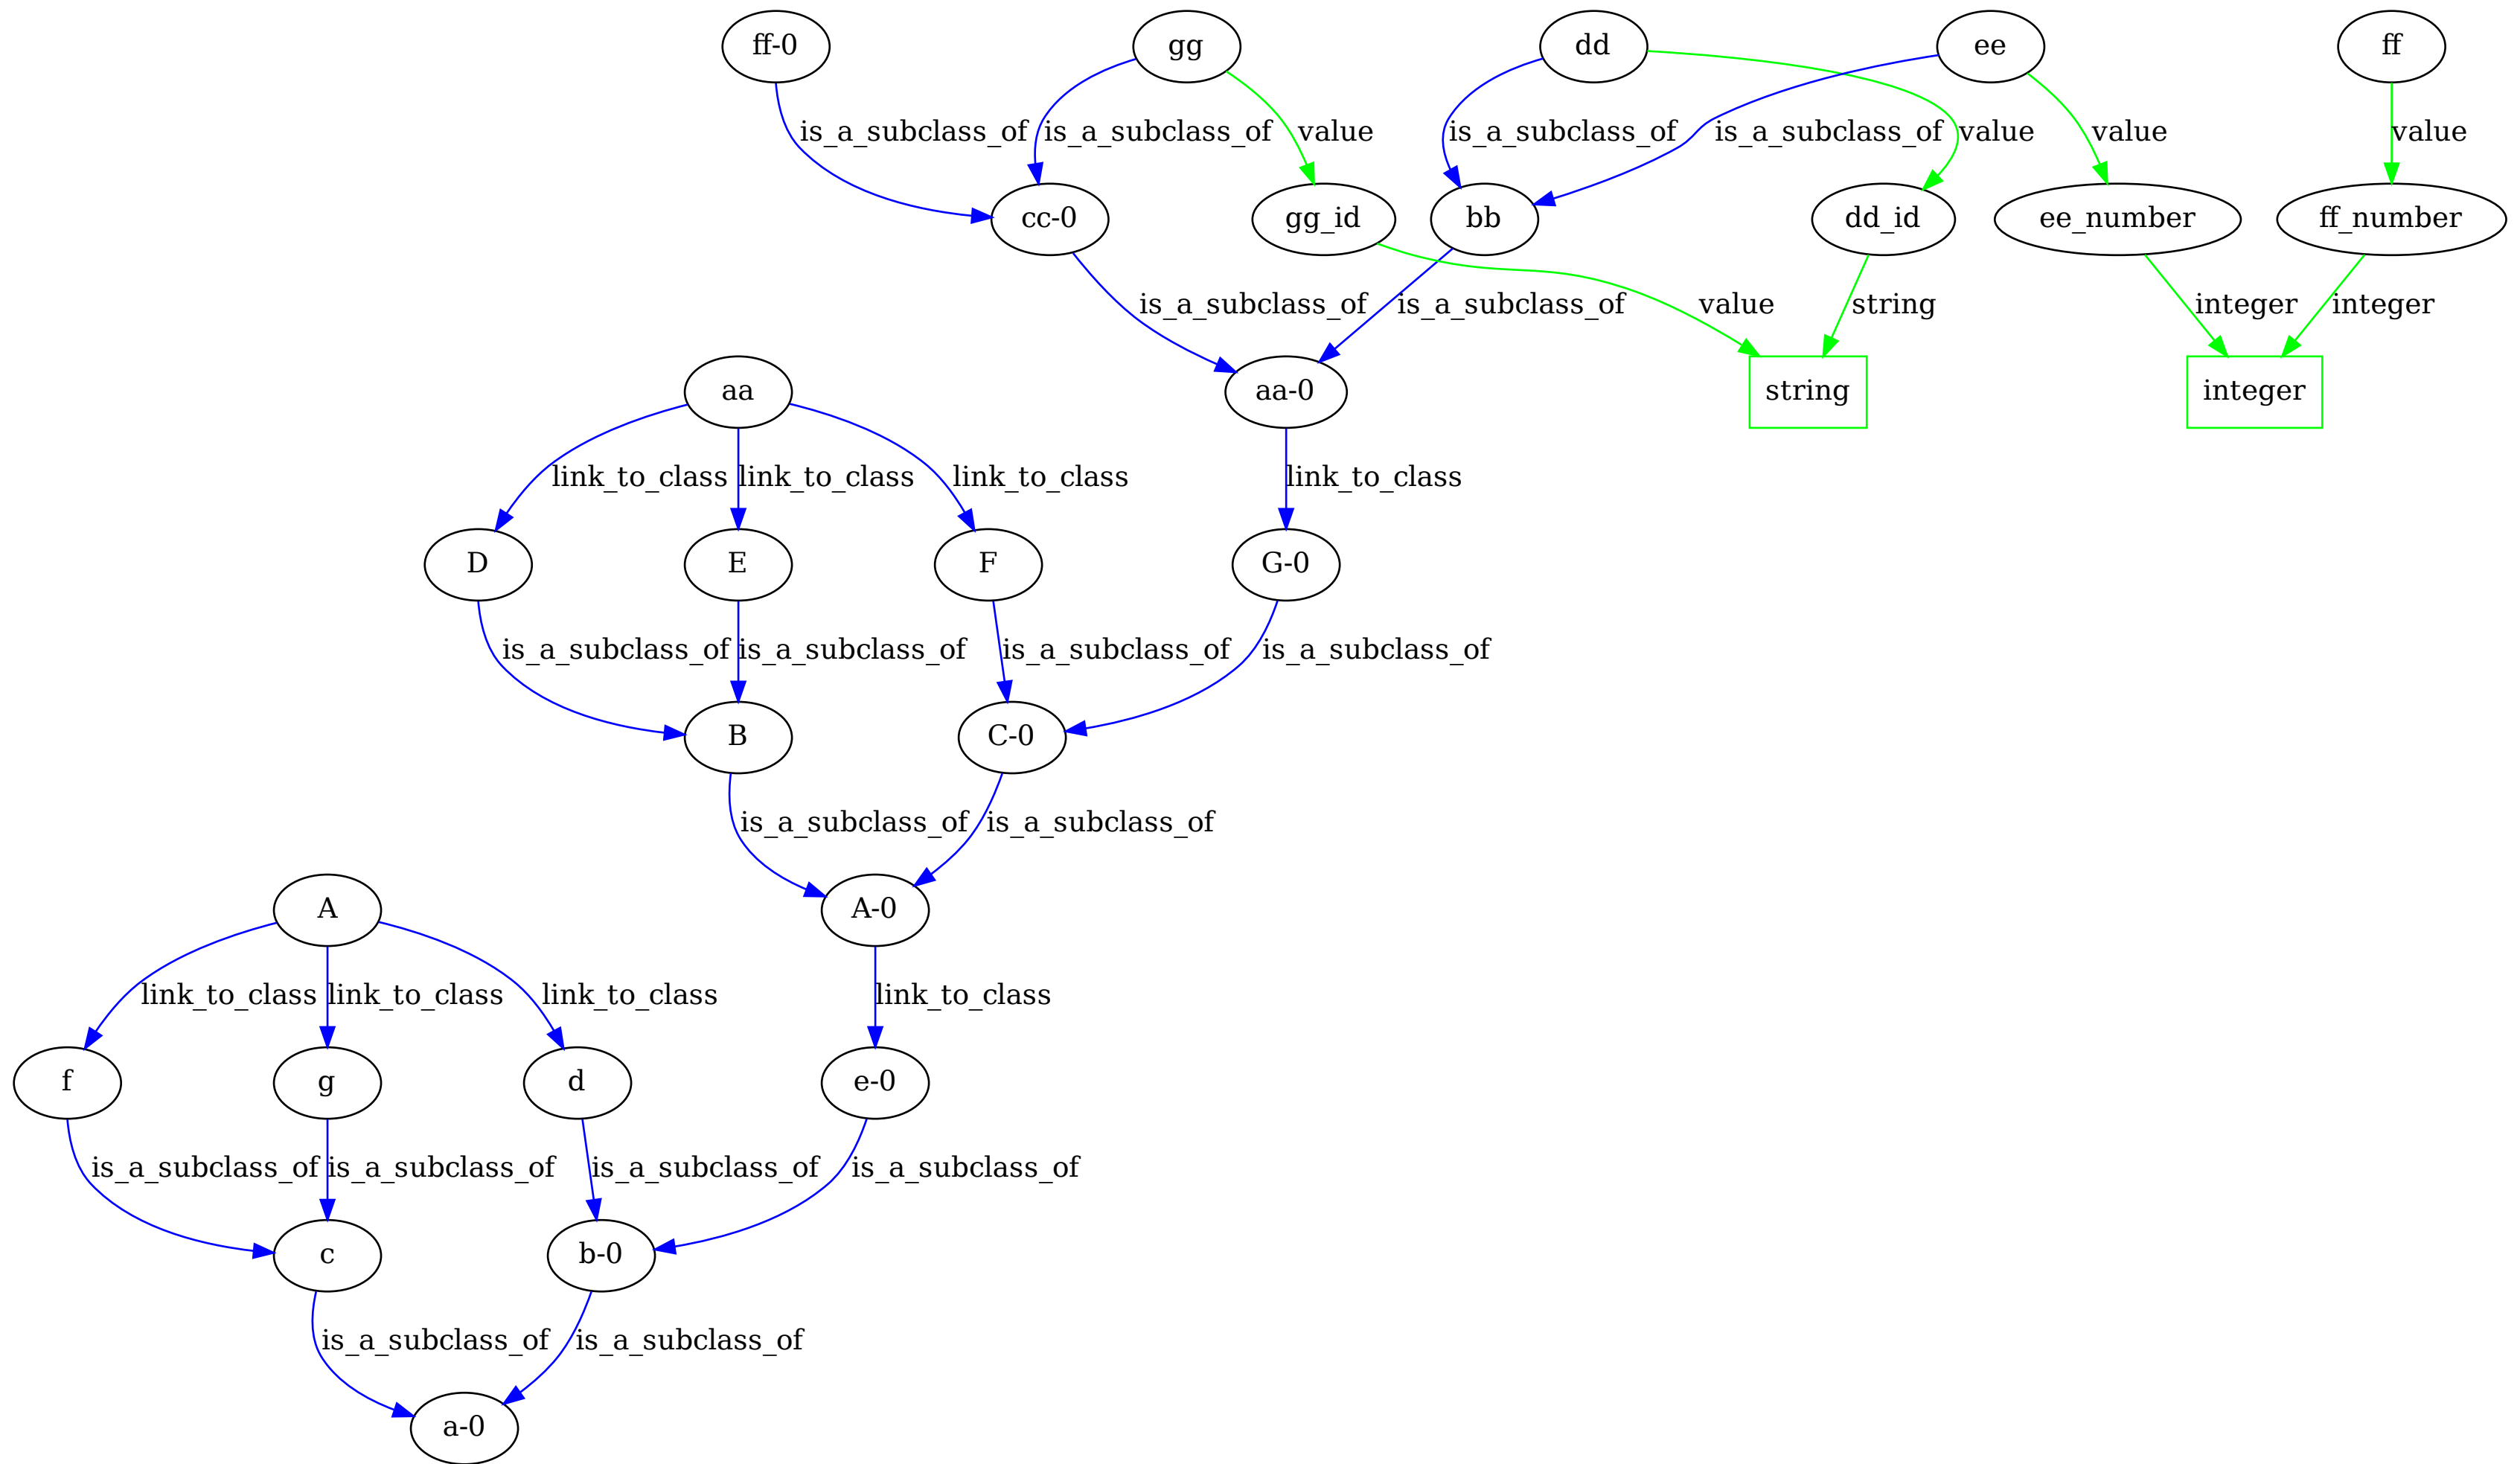 ff-0
gg
dd
ee
ff
is_a_subclass_of
is_a_subclass_of
value
is_a_subclass_of
is_a_subclass_of
value
value
value
cc-0
gg_id
bb
dd_id
ee_number
ff_number
is_a_subclass_of
is_a_subclass_of
value
string
integer
integer
aa
aa-0
string
integer
link_to_class
link_to_class
link_to_class
link_to_class
D
E
F
G-0
is_a_subclass_of
is_a_subclass_of
is_a_subclass_of
is_a_subclass_of
B
C-0
is_a_subclass_of
is_a_subclass_of
A
A-0
link_to_class
link_to_class
link_to_class
link_to_class
f
g
d
e-0
is_a_subclass_of
is_a_subclass_of
is_a_subclass_of
is_a_subclass_of
c
b-0
is_a_subclass_of
is_a_subclass_of
a-0